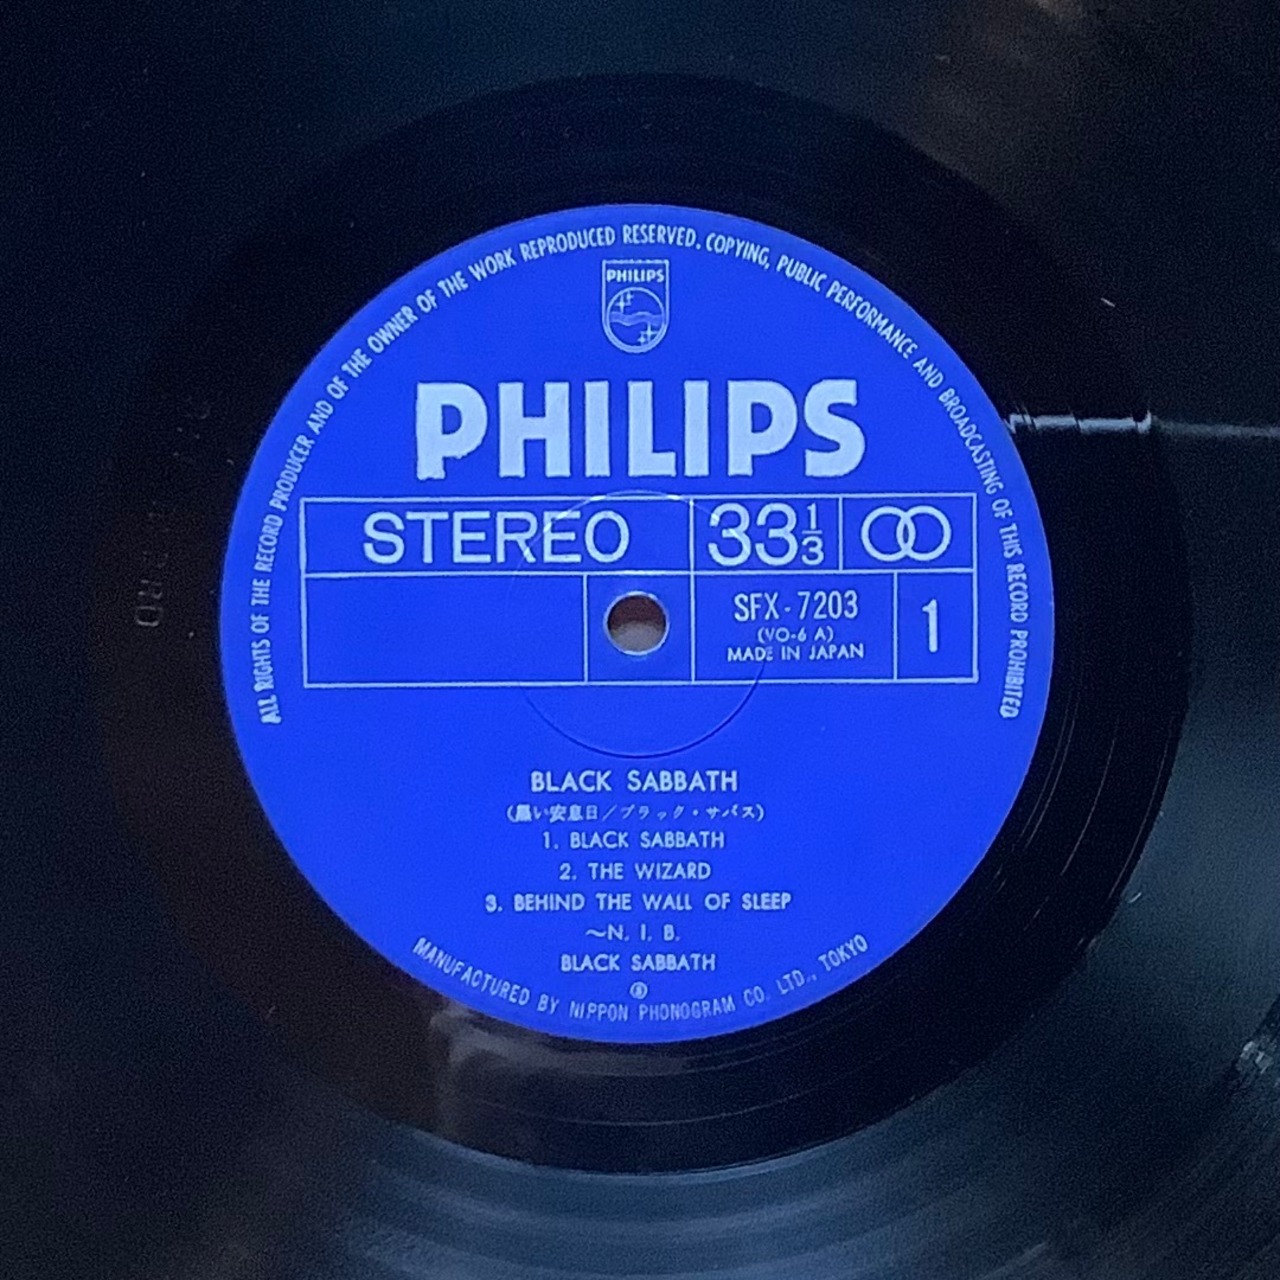 ALL RIGHTS OF THE RECORD PRODUCER AND OF THE OWNER OF THE WORK REPRODUCED RESERVED. COPYING, PUBLIC PERFORMANCE AND BROADCASTING OF THIS RECORD PROHIBITED
PHILIPS
PHILIPS
STEREO 33 1/3
SFX-7203 1
(VO-6 A)
MADE IN JAPAN
BLACK SABBATH
(黒い安息日/ブラック・サバス)
1. BLACK SABBATH
2. THE WIZARD
3. BEHIND THE WALL OF SLEEP
~N. I. B.
BLACK SABBATH
MANUFACTURED BY NIPPON PHONOGRAM CO. LTD., TOKYO